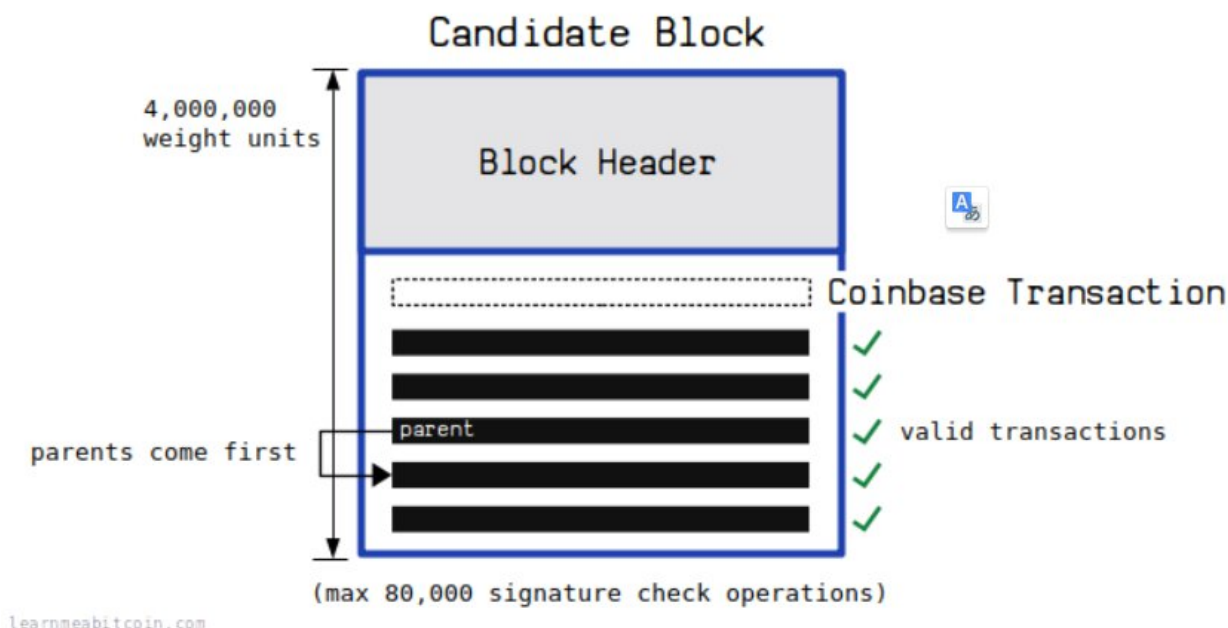 Candidate Block
4,000,000
weight units
Block Header
Coinbase Transaction
parent
parents come first
valid transactions
(max 80,000 signature check operations)
learnmeabitcoin.com
A
あ